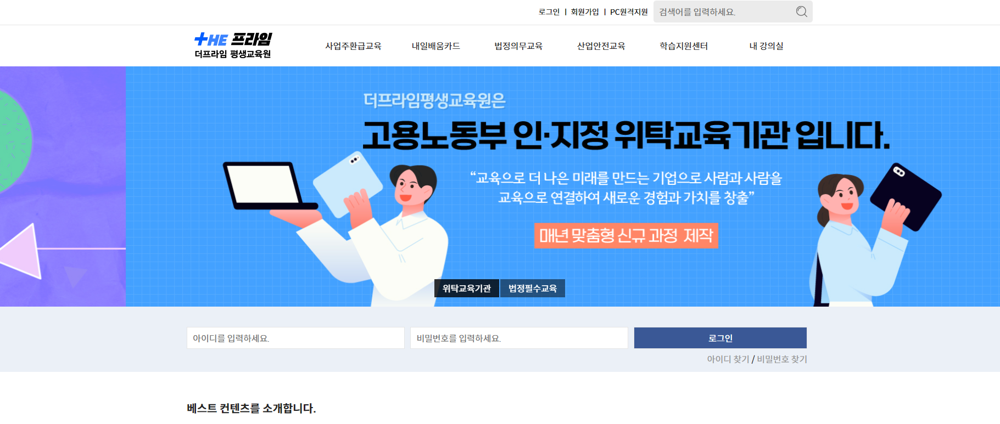 로그인 | 회원가입 | PC원격지원 검색어를 입력하세요.
+HE 프라임
더프라임 평생교육원
사업주환급교육 내일배움카드 법정의무교육 산업안전교육 학습지원센터 내 강의실
더프라임평생교육원은
고용노동부 인·지정 위탁교육기관 입니다.
“교육으로 더 나은 미래를 만드는 기업으로 사람과 사람을
교육으로 연결하여 새로운 경험과 가치를 창출”
매년 맞춤형 신규 과정 제작
위탁교육기관 법정필수교육
아이디를 입력하세요. 비밀번호를 입력하세요. 로그인
아이디 찾기 / 비밀번호 찾기
베스트 컨텐츠를 소개합니다.